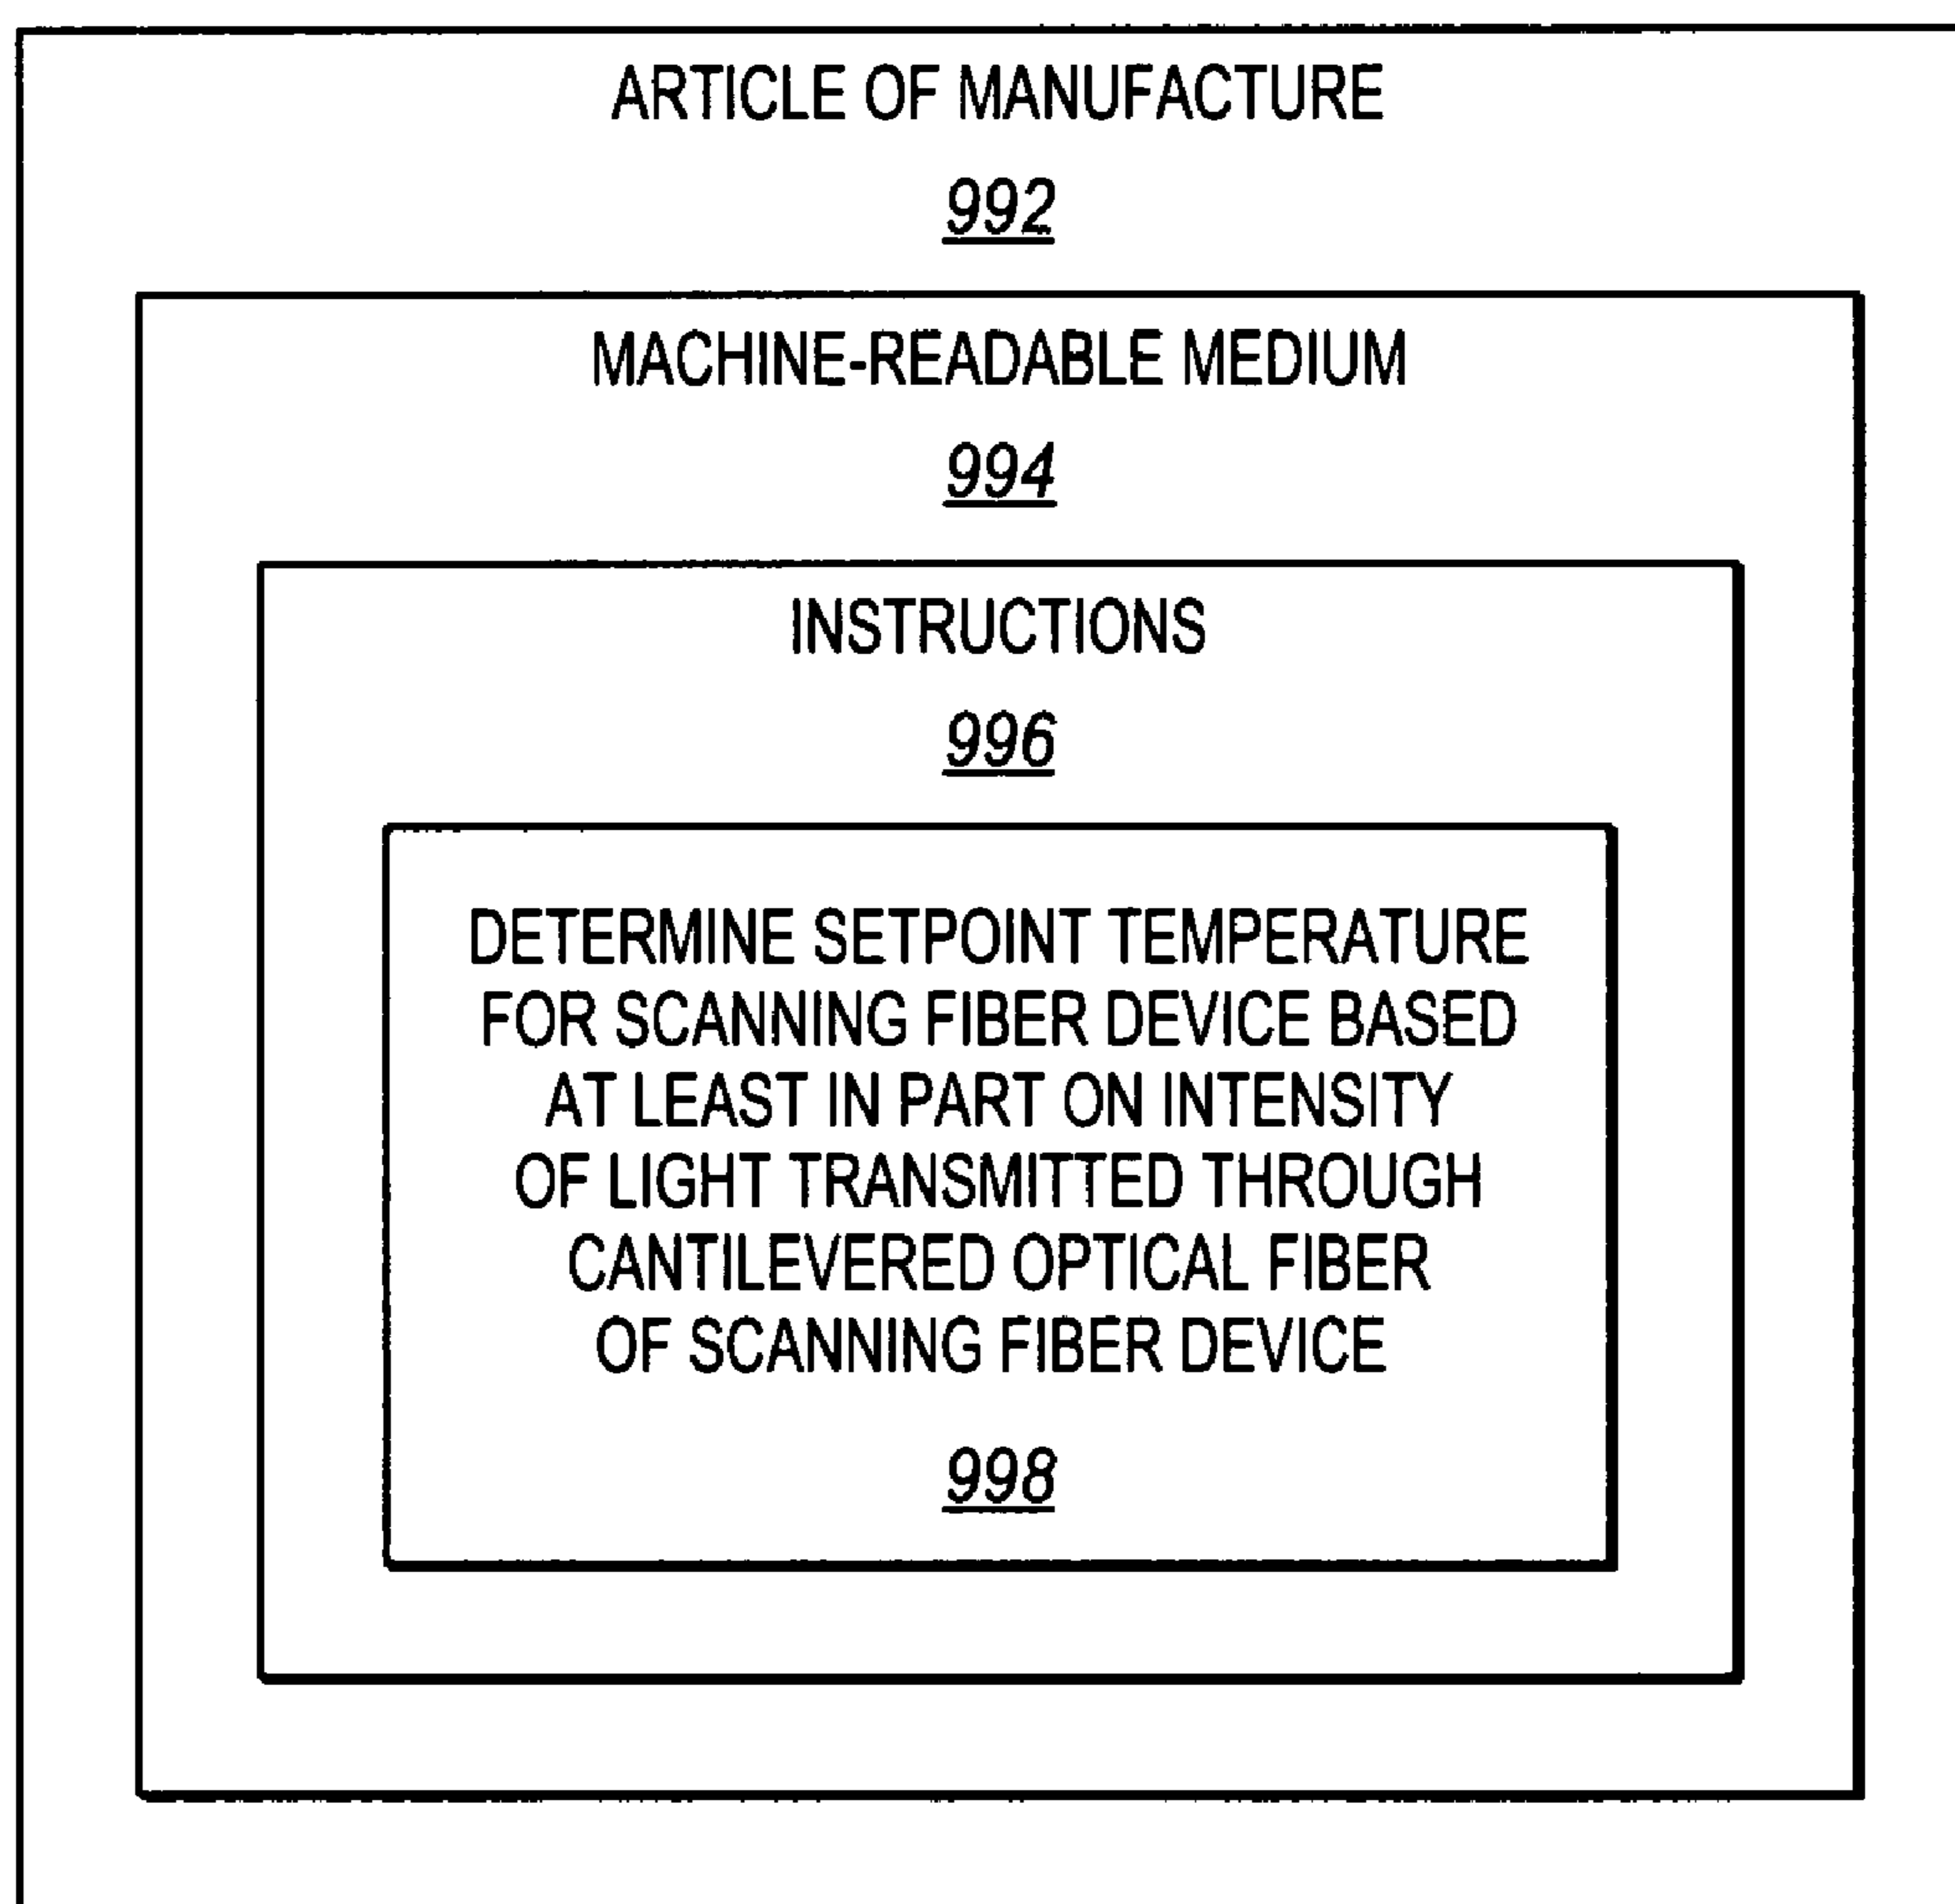 ARTICLE OF MANUFACTURE
992
MACHINE-READABLE MEDIUM
994
INSTRUCTIONS
996
DETERMINE SETPOINT TEMPERATURE
FOR SCANNING FIBER DEVICE BASED
AT LEAST IN PART ON INTENSITY
OF LIGHT TRANSMITTED THROUGH
CANTILEVERED OPTICAL FIBER
OF SCANNING FIBER DEVICE
998